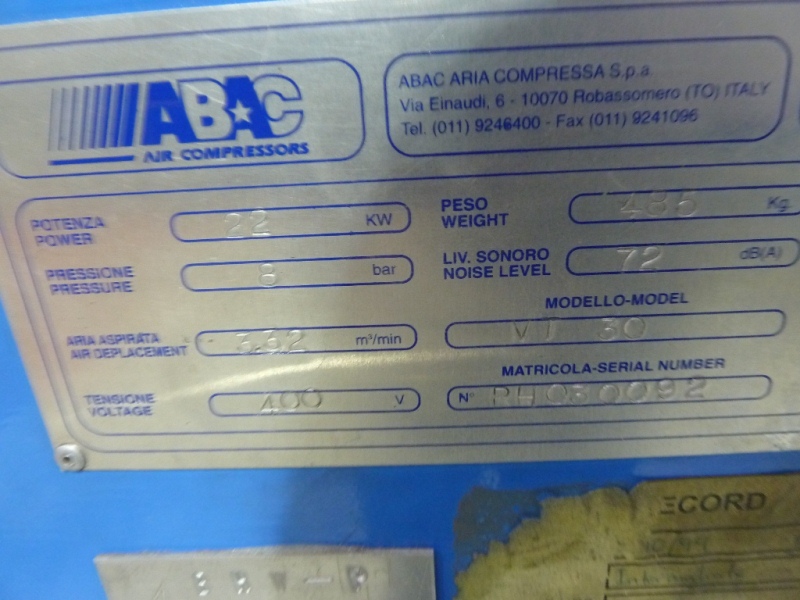 ABAC
AIR COMPRESSORS
ABAC ARIA COMPRESSA S.p.a.
Via Einaudi, 6 - 10070 Robassomero (TO) ITALY
Tel. (011) 9246400 - Fax (011) 9241096
POTENZA
POWER
22 KW
PRESSIONE
PRESSURE
8 bar
ARIA ASPIRATA
AIR DEPLACEMENT
m³/min
TENSIONE
VOLTAGE
400 V
PESO
WEIGHT
Kg.
LIV. SONORO
NOISE LEVEL
72 dB(A)
MODELLO-MODEL
VT 30
MATRICOLA-SERIAL NUMBER
N°
ECORD